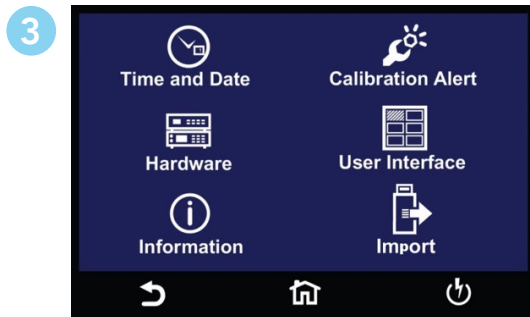 3
Time and Date
Calibration Alert
Hardware
User Interface
Information
Import